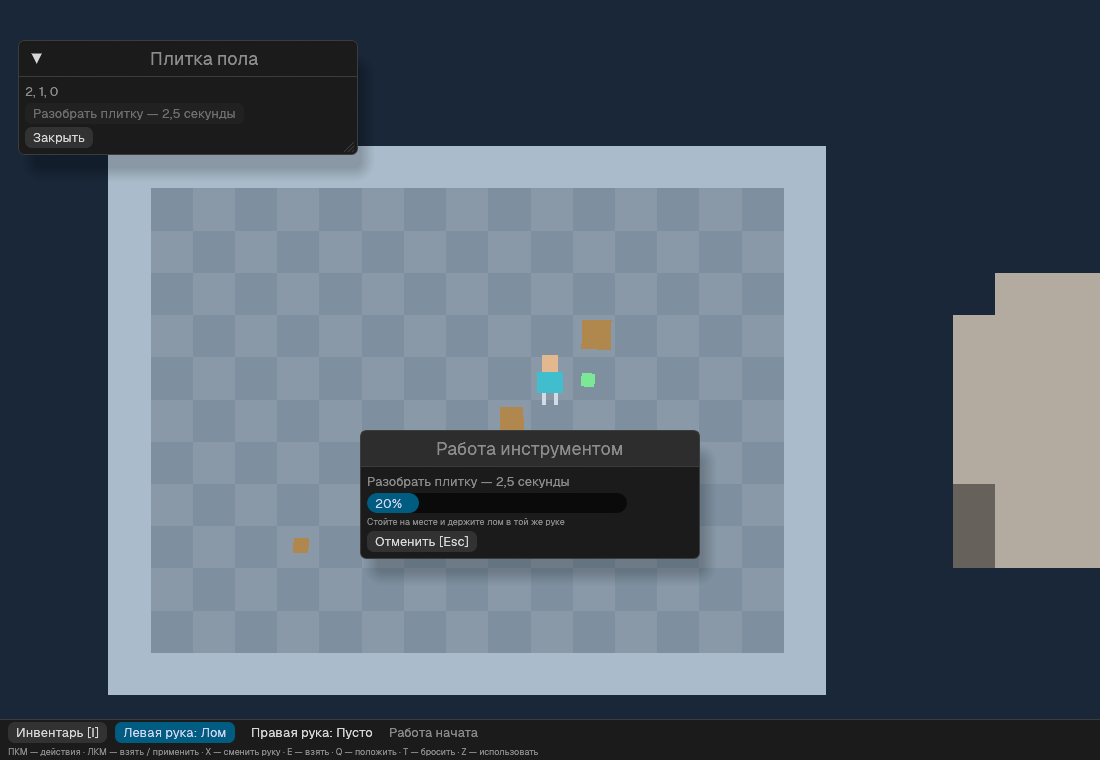 ▼ Плитка пола
2, 1, 0
Разобрать плитку — 2,5 секунды
Закрыть
Работа инструментом
Разобрать плитку — 2,5 секунды
20%
Стойте на месте и держите лом в той же руке
Отменить [Esc]
Инвентарь [I] Левая рука: Лом Правая рука: Пусто Работа начата
ПКМ — действия · ЛКМ — взять / применить · X — сменить руку · E — взять · Q — положить · T — бросить · Z — использовать